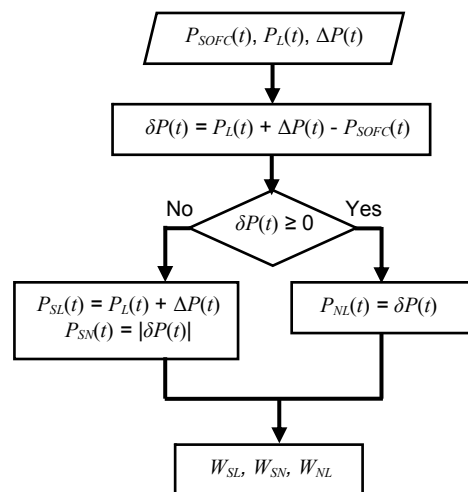 P_SOFC(t), P_L(t), ΔP(t)
δP(t) = P_L(t) + ΔP(t) - P_SOFC(t)
No
Yes
δP(t) ≥ 0
P_SL(t) = P_L(t) + ΔP(t)
P_SN(t) = |δP(t)|
P_NL(t) = δP(t)
W_SL, W_SN, W_NL